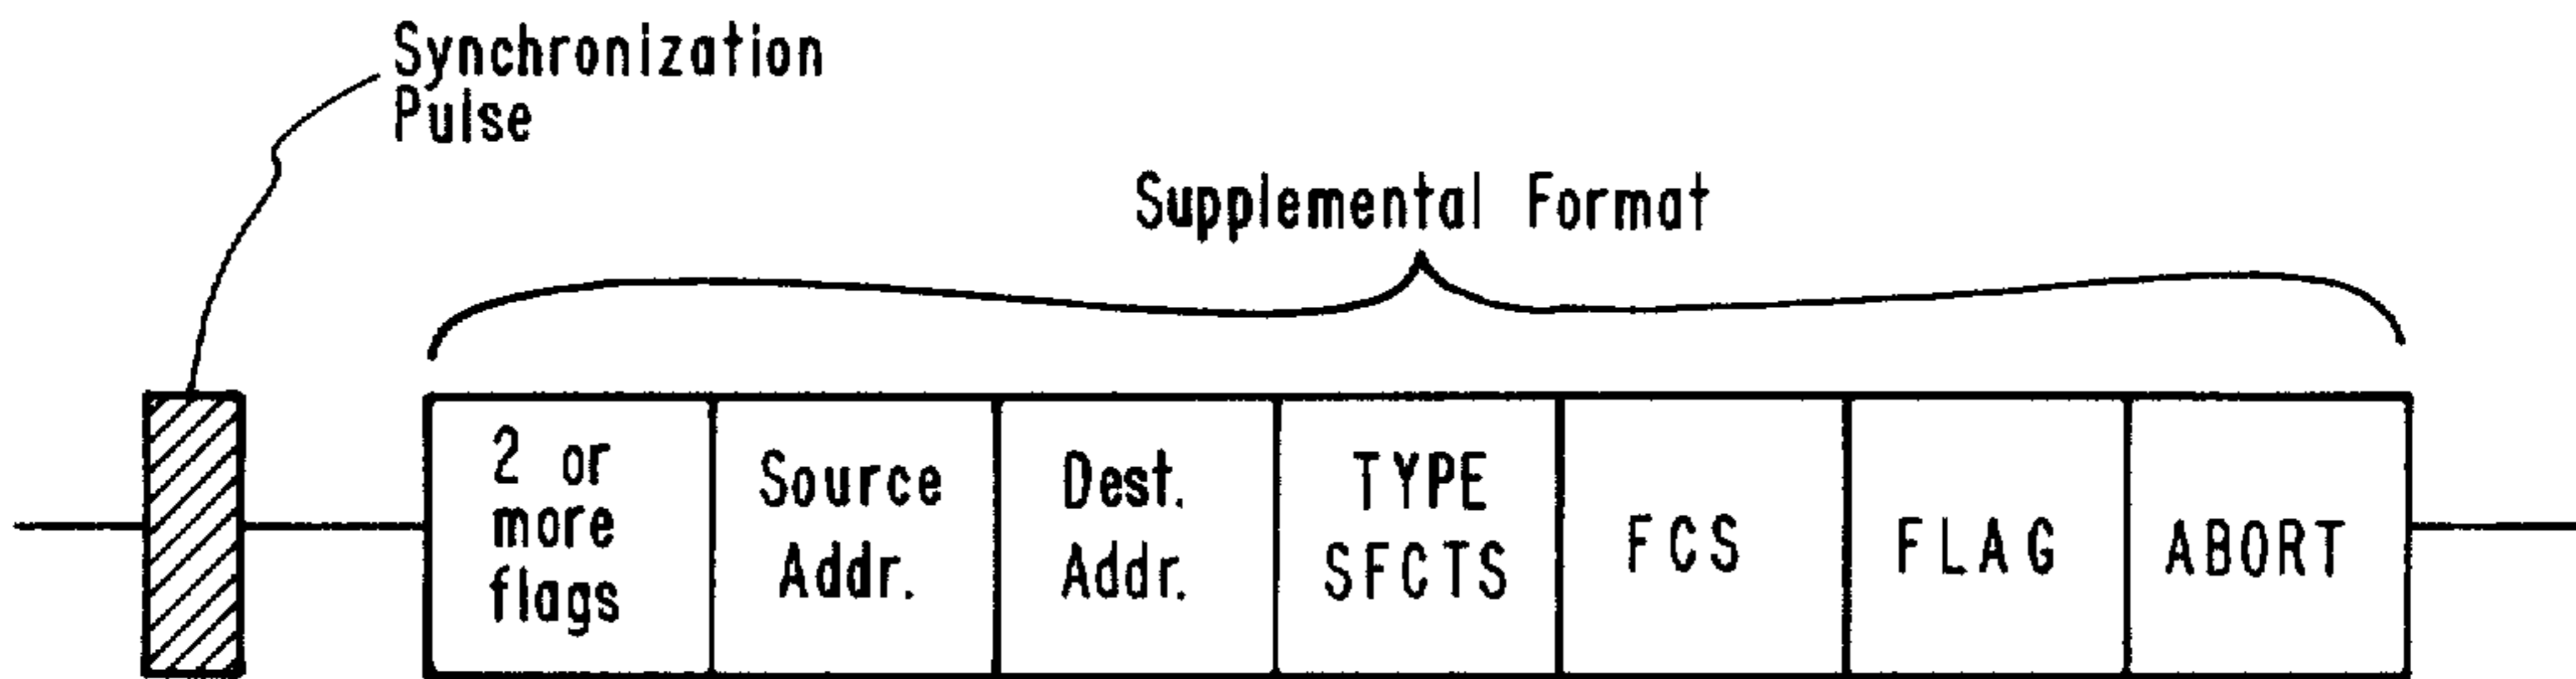 Synchronization
Pulse
Supplemental Format
2 or
more
flags
Source
Addr.
Dest.
Addr.
TYPE
SFCTS
FCS
FLAG
ABORT